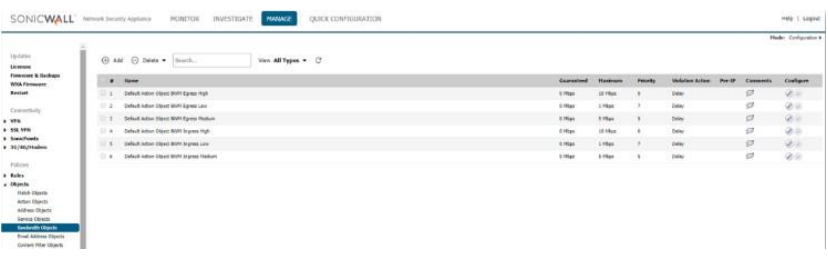 SONICWALL Network Security Appliance MONITOR INVESTIGATE MANAGE QUICK CONFIGURATION Help | Logout
Mode: Configuration
Updates
Licenses
Firmware & Backups
WXA Firmware
Restart
Connectivity
VPN
SSL VPN
SonicPoints
3G/4G/Modem
Policies
Rules
Objects
Match Objects
Action Objects
Address Objects
Service Objects
Bandwidth Objects
Email Address Objects
Content Filter Objects
Add Delete Search... View All Types
# Name Guaranteed Maximum Priority Violation Action Per-IP Comments Configure
1 Default Action Object BWM Egress High 0 Mbps 10 Mbps Delay
2 Default Action Object BWM Egress Low 0 Mbps 1 Mbps 7 Delay
3 Default Action Object BWM Egress Medium 0 Mbps 5 Mbps 5 Delay
4 Default Action Object BWM Ingress High 0 Mbps 10 Mbps Delay
5 Default Action Object BWM Ingress Low 0 Mbps 1 Mbps 7 Delay
6 Default Action Object BWM Ingress Medium 0 Mbps 5 Mbps 5 Delay